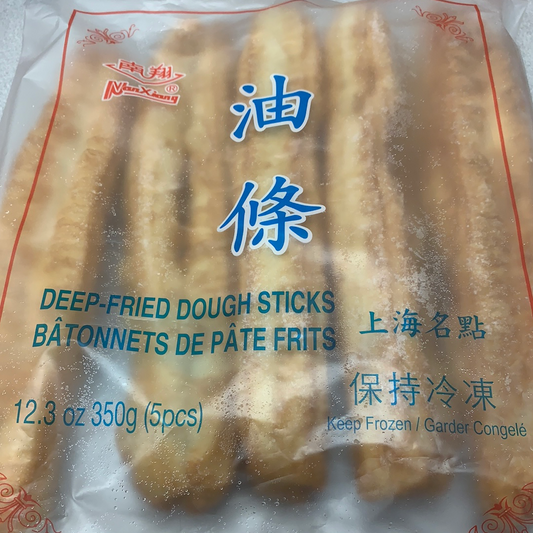 南翔
NanXiang®
油
條
DEEP-FRIED DOUGH STICKS
BÂTONNETS DE PÂTE FRITS
上海名點
12.3 oz 350g (5pcs)
保持冷凍
Keep Frozen / Garder Congelé